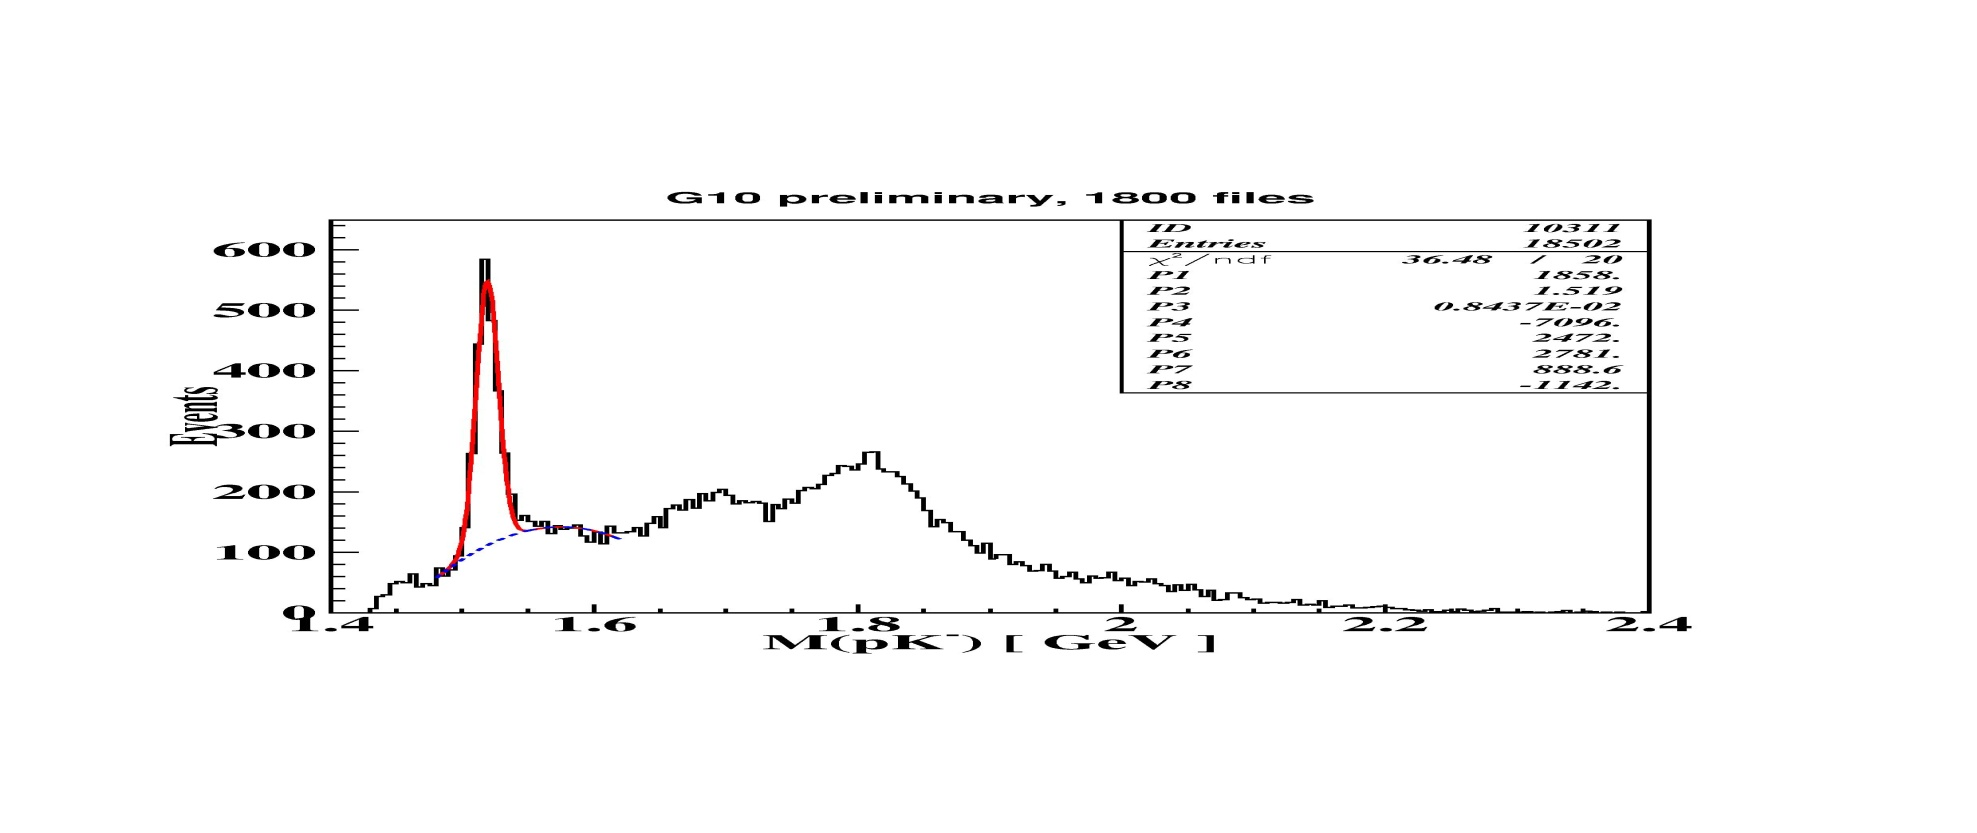 G10 preliminary, 1800 files
ID 10311
Entries 18502
χ²/ndf 36.48 / 20
P1 1858.
P2 1.519
P3 0.8437E-02
P4 -7096.
P5 2472.
P6 2781.
P7 888.6
P8 -1142.
Events
600
500
400
300
200
100
0
1.4 1.6 1.8 2 2.2 2.4
M(pK⁻) [ GeV ]